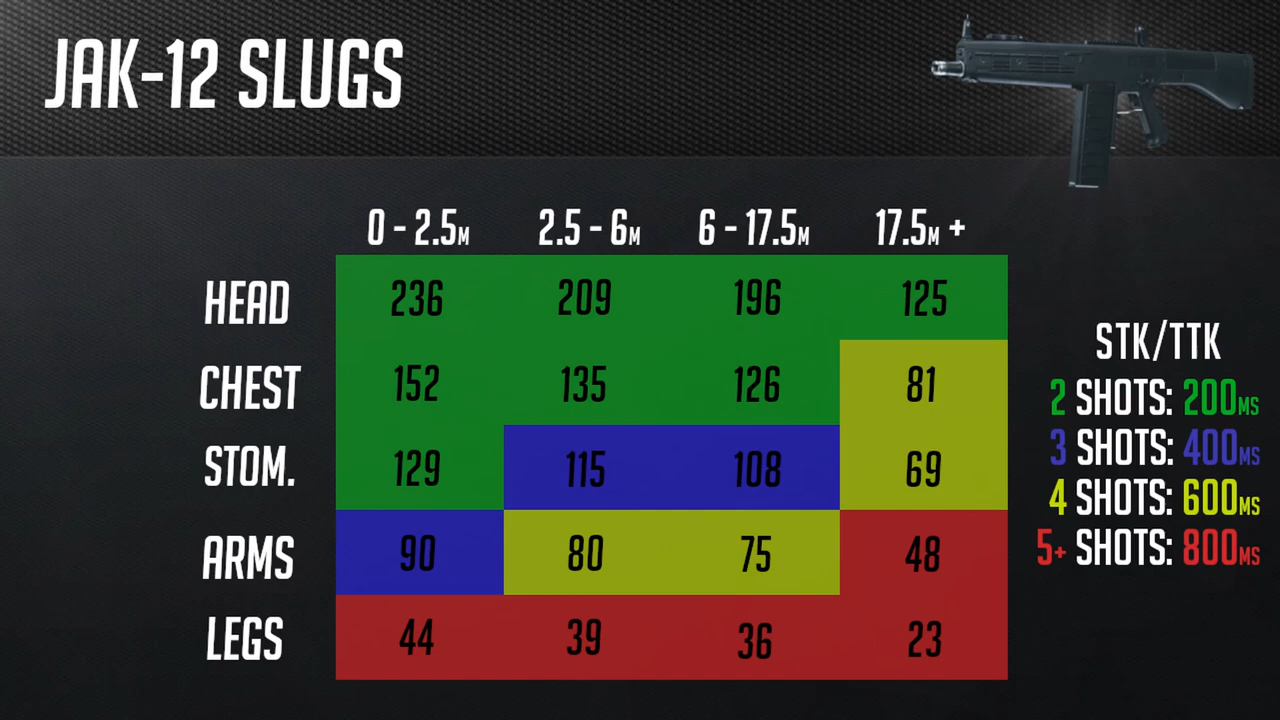 JAK-12 SLUGS
0 - 2.5M 2.5 - 6M 6 - 17.5M 17.5M +
HEAD 236 209 196 125
CHEST 152 135 126 81
STOM. 129 115 108 69
ARMS 90 80 75 48
LEGS 44 39 36 23
STK/TTK
2 SHOTS: 200MS
3 SHOTS: 400MS
4 SHOTS: 600MS
5+ SHOTS: 800MS